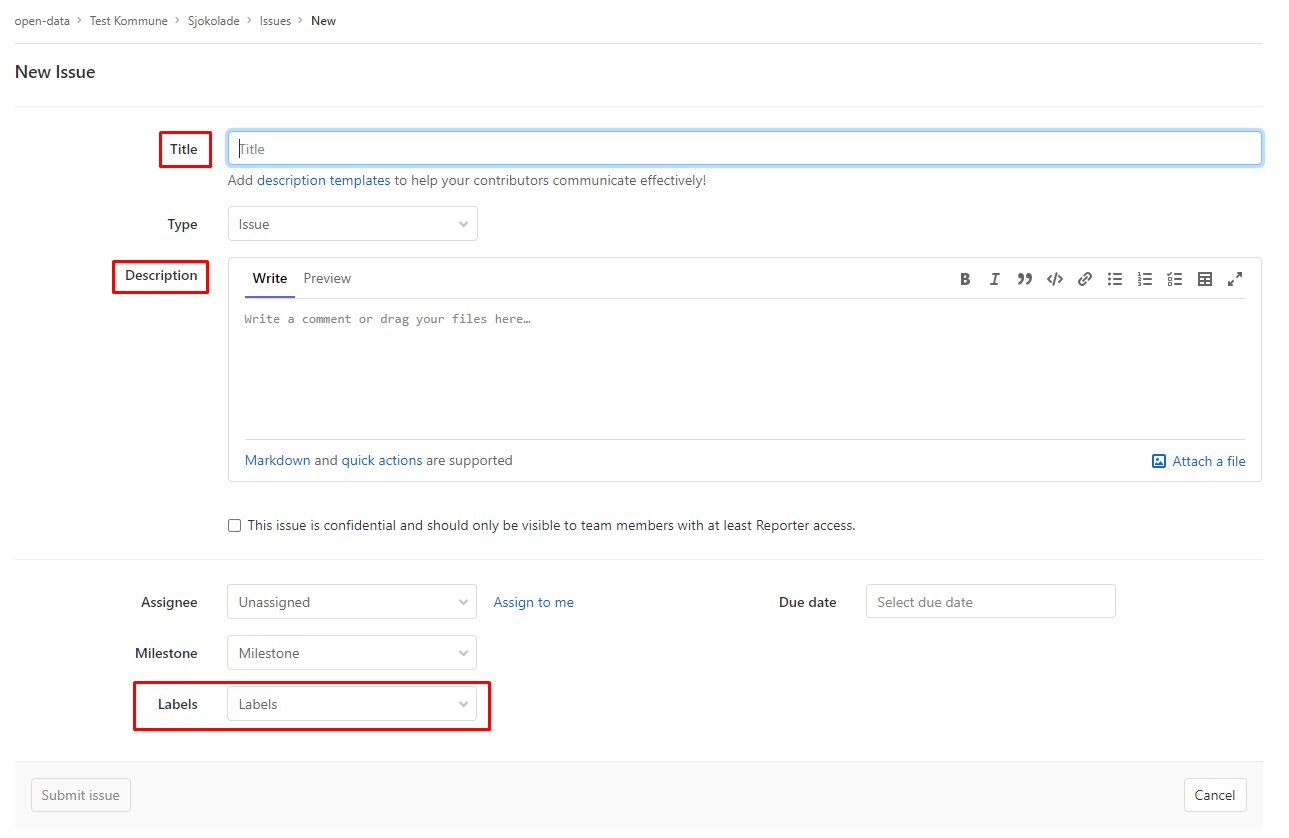 open-data > Test Kommune > Sjokolade > Issues > New
New Issue
Title
Title
Add description templates to help your contributors communicate effectively!
Type
Issue
Description
Write Preview
Write a comment or drag your files here…
Markdown and quick actions are supported
Attach a file
This issue is confidential and should only be visible to team members with at least Reporter access.
Assignee
Unassigned
Assign to me
Due date
Select due date
Milestone
Milestone
Labels
Labels
Submit issue
Cancel